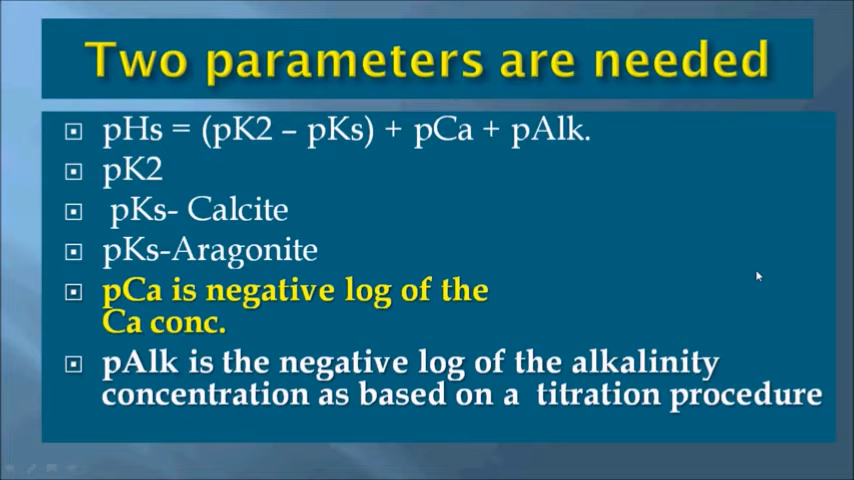 Two parameters are needed
pHs = (pK2 – pKs) + pCa + pAlk.
pK2
pKs- Calcite
pKs-Aragonite
pCa is negative log of the
Ca conc.
pAlk is the negative log of the alkalinity
concentration as based on a titration procedure